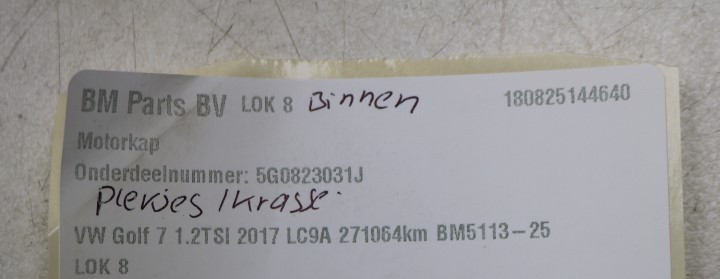 BM Parts BV LOK 8 Binnen 180825144640
Motorkap
Onderdeelnummer: 5G0823031J
Plekjes / krasse.
VW Golf 7 1.2TSI 2017 LC9A 271064km BM5113-25
LOK 8